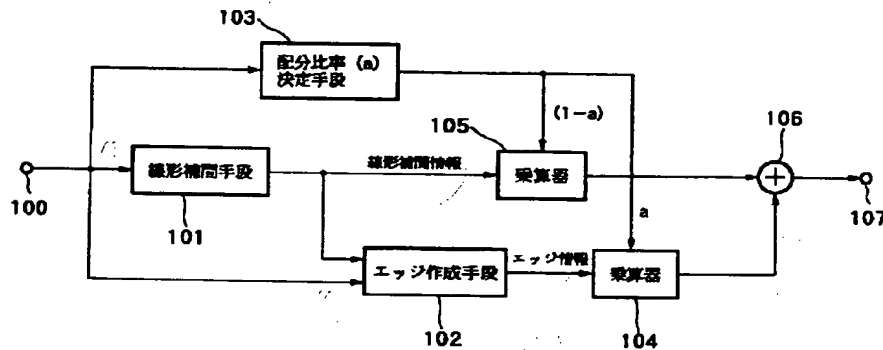 103
配分比率(a)
決定手段
(1-a)
105
106
線形補間手段
線形補間情報
乗算器
100
101
107
a
エッジ作成手段
エッジ情報
乗算器
102
104